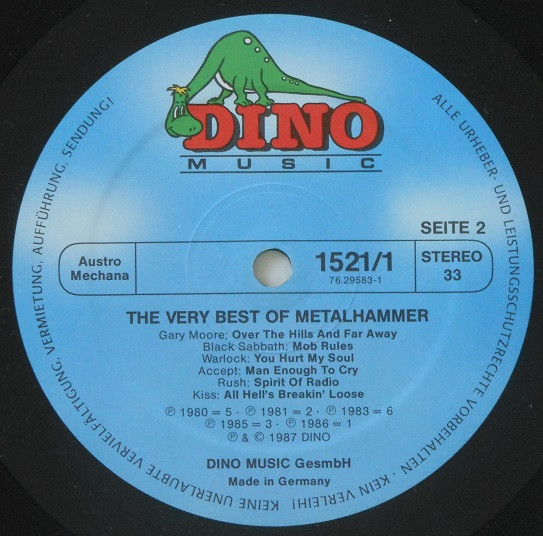 DINO
MUSIC
SEITE 2
Austro
Mechana
1521/1
76.29583-1
STEREO
33
THE VERY BEST OF METALHAMMER
Gary Moore: Over The Hills And Far Away
Black Sabbath: Mob Rules
Warlock: You Hurt My Soul
Accept: Man Enough To Cry
Rush: Spirit Of Radio
Kiss: All Hell's Breakin' Loose
℗ 1980 = 5 · ℗ 1981 = 2 · ℗ 1983 = 6
℗ 1985 = 3 · ℗ 1986 = 1
℗ & © 1987 DINO
DINO MUSIC GesmbH
Made in Germany
ALLE URHEBER- UND LEISTUNGSSCHUTZRECHTE VORBEHALTEN · KEIN VERLEIH! KEINE UNERLAUBTE VERVIELFÄLTIGUNG, VERMIETUNG, AUFFÜHRUNG, SENDUNG!